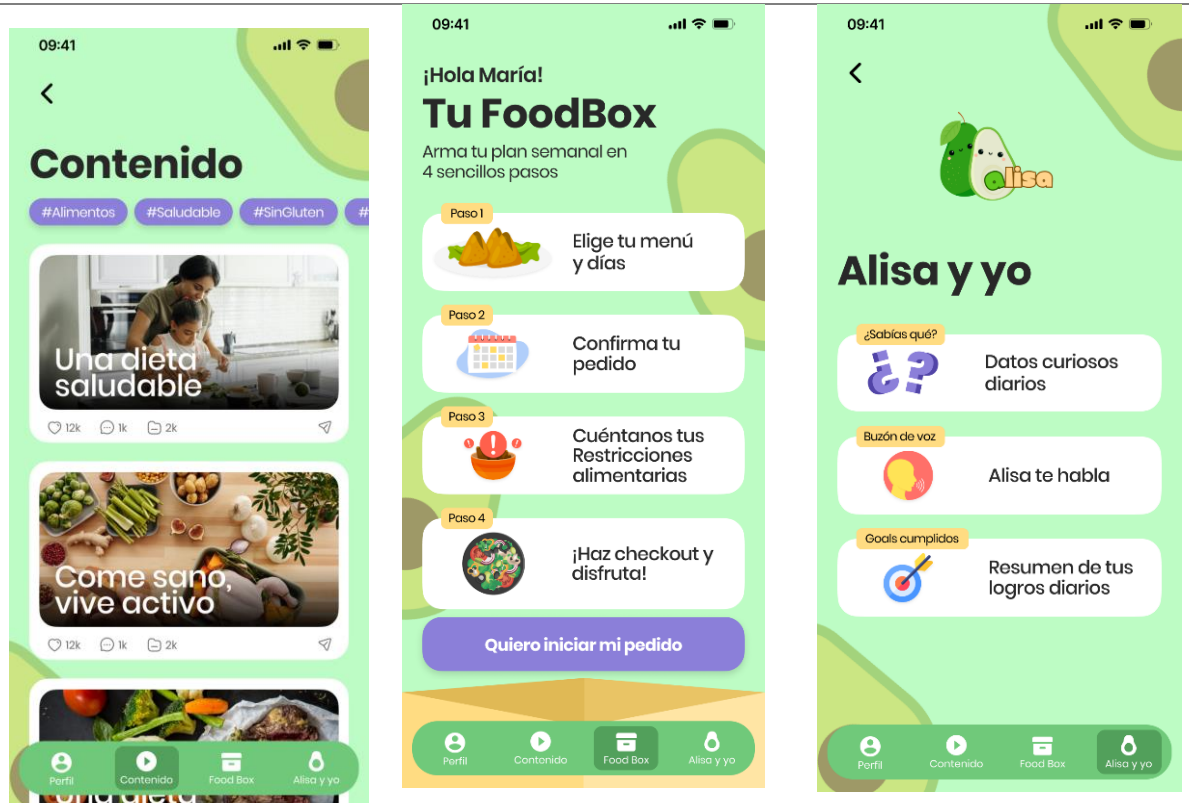 09:41
Contenido
#Alimentos #Saludable #SinGluten #
Una dieta
saludable
12k 1k 2k
Come sano,
vive activo
12k 1k 2k
Una dieta
Perfil Contenido Food Box Alisa y yo
09:41
¡Hola María!
Tu FoodBox
Arma tu plan semanal en
4 sencillos pasos
Paso 1
Elige tu menú
y días
Paso 2
Confirma tu
pedido
Paso 3
Cuéntanos tus
Restricciones
alimentarias
Paso 4
¡Haz checkout y
disfruta!
Quiero iniciar mi pedido
Perfil Contenido Food Box Alisa y yo
09:41
alisa
Alisa y yo
¿Sabías qué?
Datos curiosos
diarios
Buzón de voz
Alisa te habla
Goals cumplidos
Resumen de tus
logros diarios
Perfil Contenido Food Box Alisa y yo